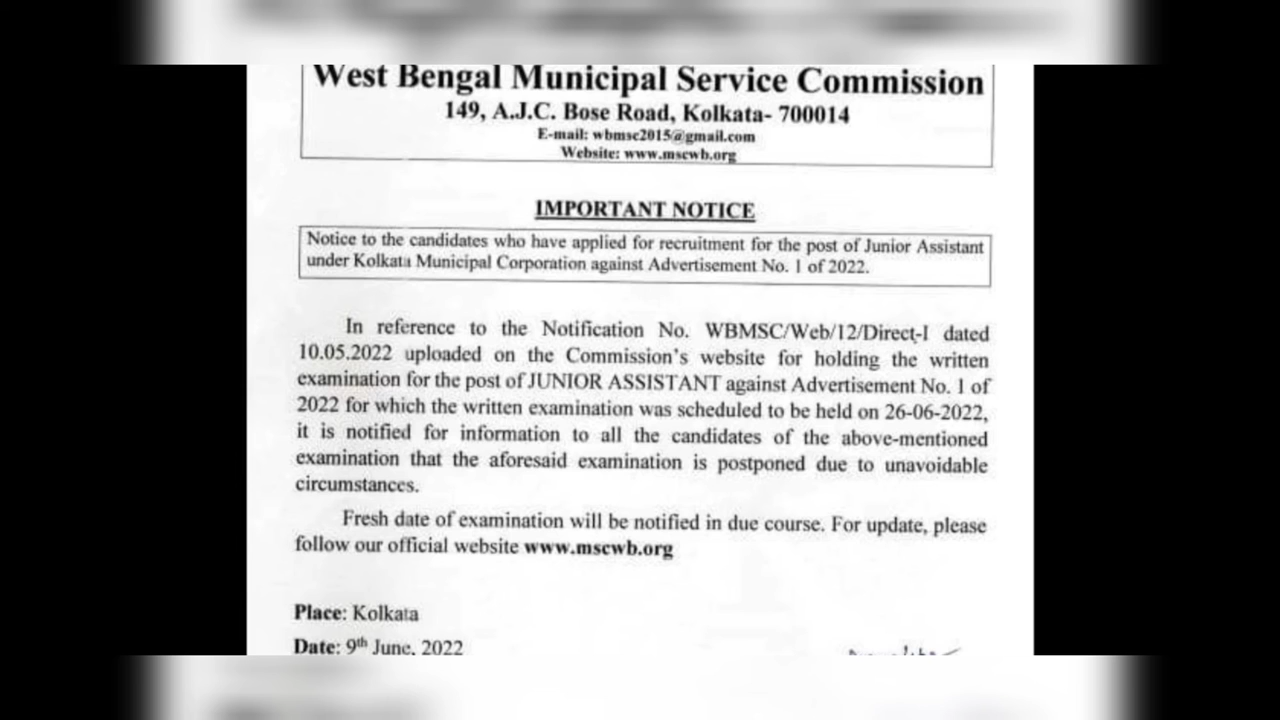 West Bengal Municipal Service Commission
149, A.J.C. Bose Road, Kolkata- 700014
E-mail: wbmsc2015@gmail.com
Website: www.mscwb.org
IMPORTANT NOTICE
Notice to the candidates who have applied for recruitment for the post of Junior Assistant
under Kolkata Municipal Corporation against Advertisement No. 1 of 2022.
In reference to the Notification No. WBMSC/Web/12/Direct-I dated
10.05.2022 uploaded on the Commission's website for holding the written
examination for the post of JUNIOR ASSISTANT against Advertisement No. 1 of
2022 for which the written examination was scheduled to be held on 26-06-2022,
it is notified for information to all the candidates of the above-mentioned
examination that the aforesaid examination is postponed due to unavoidable
circumstances.
Fresh date of examination will be notified in due course. For update, please
follow our official website www.mscwb.org
Place: Kolkata
Date: 9th June, 2022